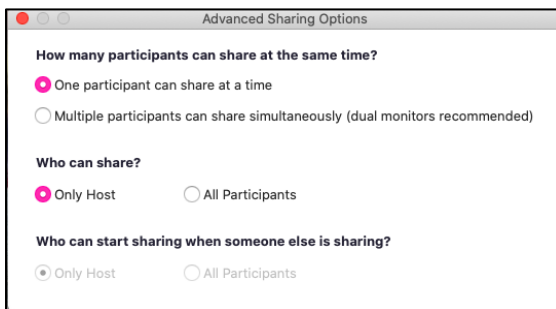 Advanced Sharing Options
How many participants can share at the same time?
One participant can share at a time
Multiple participants can share simultaneously (dual monitors recommended)
Who can share?
Only Host All Participants
Who can start sharing when someone else is sharing?
Only Host All Participants